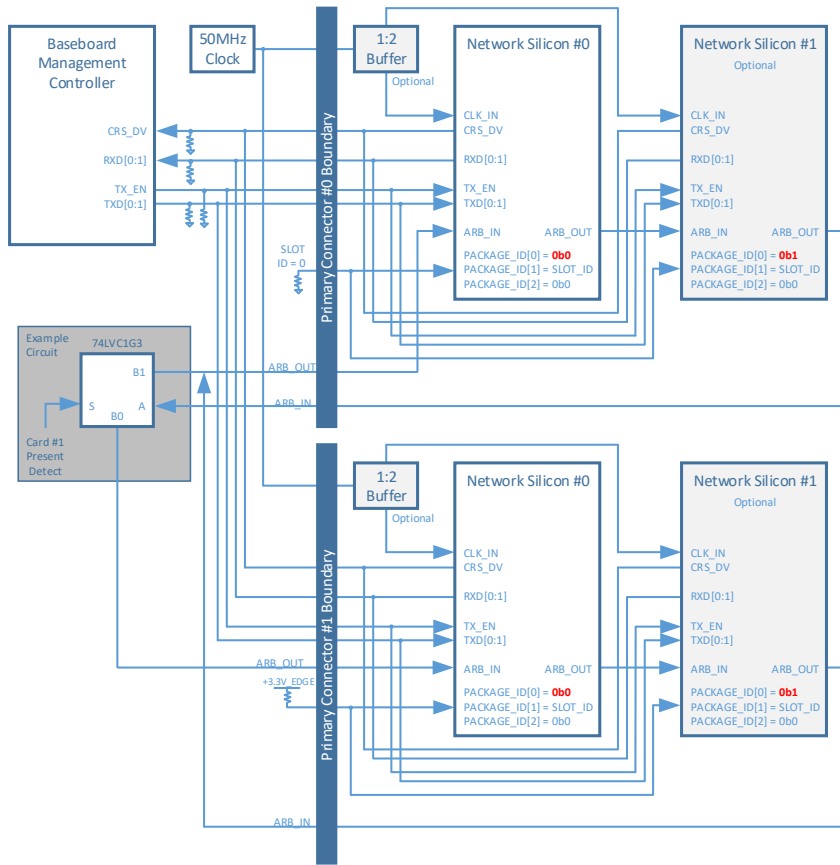 Baseboard
Management
Controller
CRS_DV
RXD[0:1]
TX_EN
TXD[0:1]
50MHz
Clock
SLOT
ID = 0
Primary Connector #0 Boundary
1:2
Buffer
Optional
Network Silicon #0
CLK_IN
CRS_DV
RXD[0:1]
TX_EN
TXD[0:1]
ARB_IN
ARB_OUT
PACKAGE_ID[0] = 0b0
PACKAGE_ID[1] = SLOT_ID
PACKAGE_ID[2] = 0b0
Network Silicon #1
Optional
CLK_IN
CRS_DV
RXD[0:1]
TX_EN
TXD[0:1]
ARB_IN
ARB_OUT
PACKAGE_ID[0] = 0b1
PACKAGE_ID[1] = SLOT_ID
PACKAGE_ID[2] = 0b0
Example
Circuit
74LVC1G3
B1
S
A
B0
Card #1
Present
Detect
ARB_OUT
ARB_IN
Primary Connector #1 Boundary
1:2
Buffer
Optional
ARB_OUT
+3.3V_EDGE
ARB_IN
Network Silicon #0
CLK_IN
CRS_DV
RXD[0:1]
TX_EN
TXD[0:1]
ARB_IN
ARB_OUT
PACKAGE_ID[0] = 0b0
PACKAGE_ID[1] = SLOT_ID
PACKAGE_ID[2] = 0b0
Network Silicon #1
Optional
CLK_IN
CRS_DV
RXD[0:1]
TX_EN
TXD[0:1]
ARB_IN
ARB_OUT
PACKAGE_ID[0] = 0b1
PACKAGE_ID[1] = SLOT_ID
PACKAGE_ID[2] = 0b0